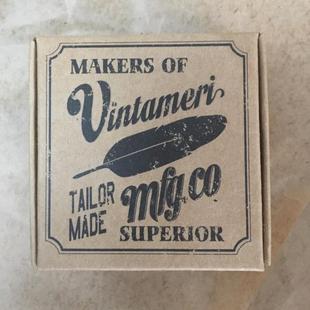 MAKERS OF
Vintameri
TAILOR
MADE
mfg.co
SUPERIOR